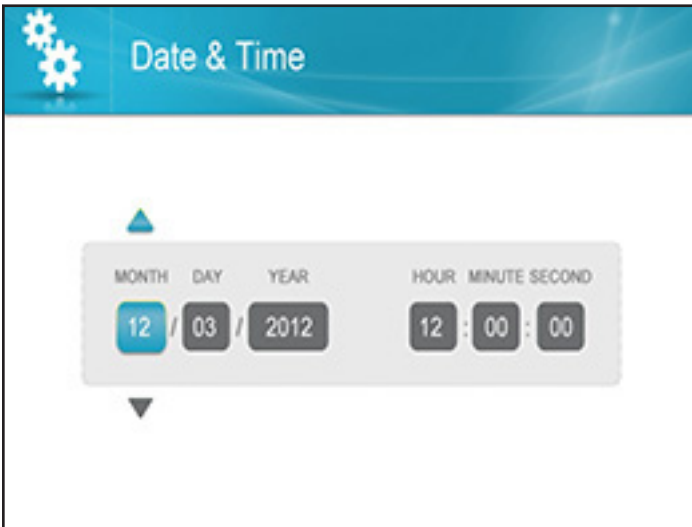 Date & Time
MONTH DAY YEAR HOUR MINUTE SECOND
12 / 03 / 2012 12 : 00 : 00